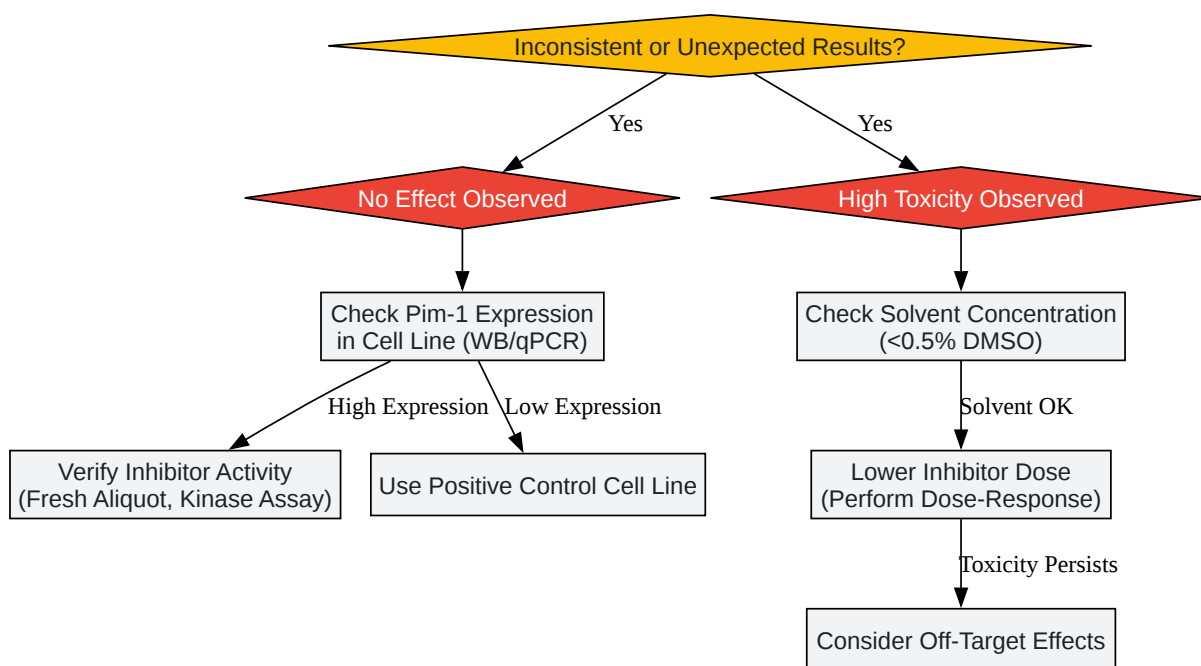 Inconsistent or Unexpected Results?
Yes
Yes
No Effect Observed
High Toxicity Observed
Check Pim-1 Expression
in Cell Line (WB/qPCR)
Check Solvent Concentration
(<0.5% DMSO)
High Expression
Low Expression
Solvent OK
Verify Inhibitor Activity
(Fresh Aliquot, Kinase Assay)
Use Positive Control Cell Line
Lower Inhibitor Dose
(Perform Dose-Response)
Toxicity Persists
Consider Off-Target Effects